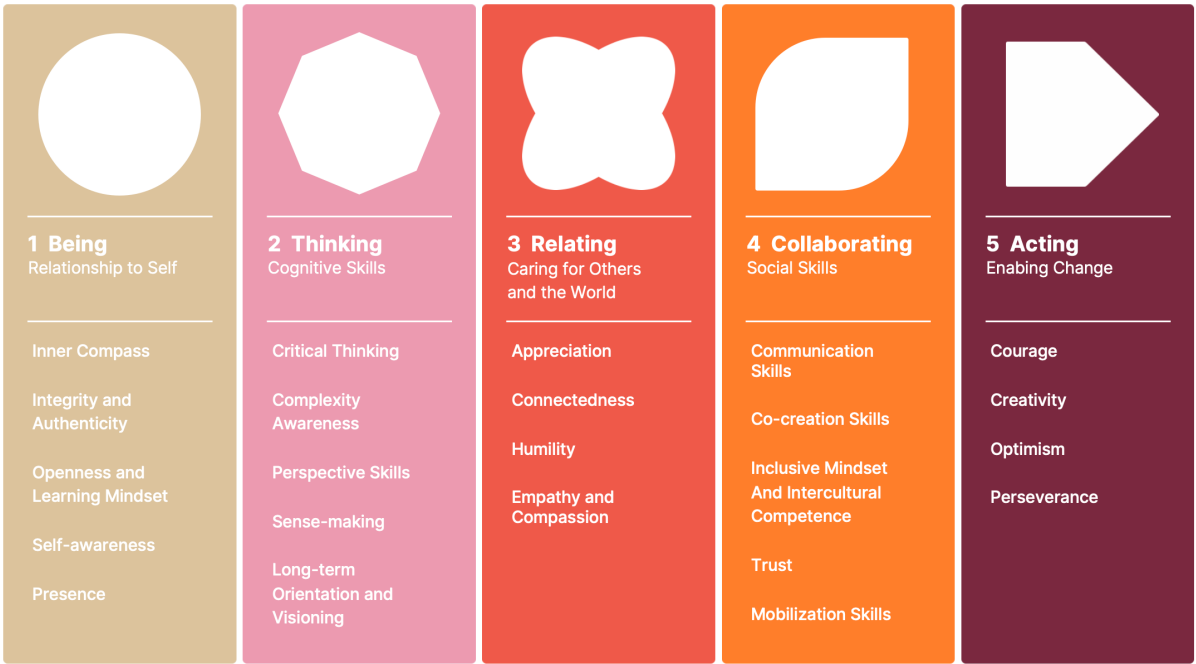 1 Being
Relationship to Self
Inner Compass
Integrity and
Authenticity
Openness and
Learning Mindset
Self-awareness
Presence
2 Thinking
Cognitive Skills
Critical Thinking
Complexity
Awareness
Perspective Skills
Sense-making
Long-term
Orientation and
Visioning
3 Relating
Caring for Others
and the World
Appreciation
Connectedness
Humility
Empathy and
Compassion
4 Collaborating
Social Skills
Communication
Skills
Co-creation Skills
Inclusive Mindset
And Intercultural
Competence
Trust
Mobilization Skills
5 Acting
Enabing Change
Courage
Creativity
Optimism
Perseverance